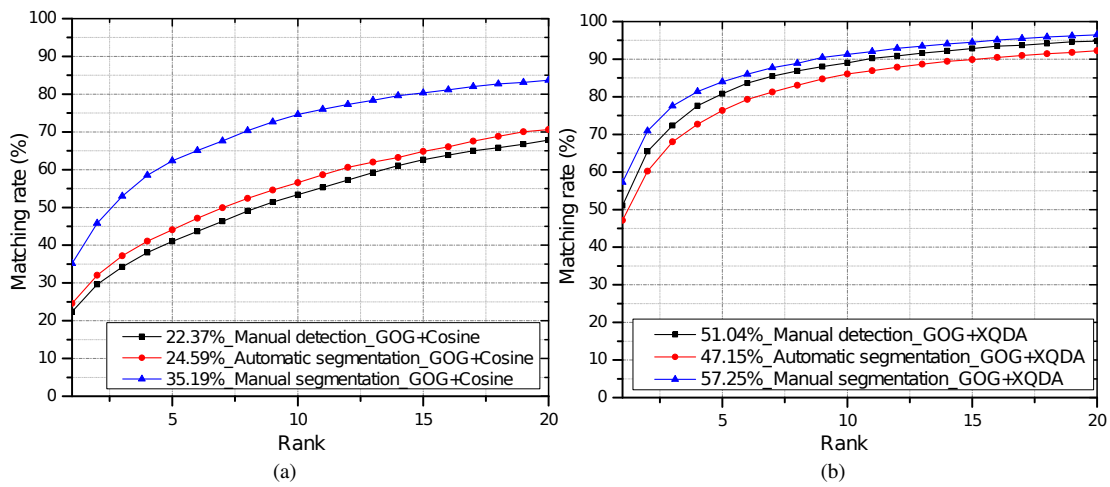 100
90
80
70
60
50
40
30
20
10
0
Matching rate (%)
22.37%_Manual detection_GOG+Cosine
24.59%_Automatic segmentation_GOG+Cosine
35.19%_Manual segmentation_GOG+Cosine
5 10 15 20
Rank
(a)
100
90
80
70
60
50
40
30
20
10
0
Matching rate (%)
51.04%_Manual detection_GOG+XQDA
47.15%_Automatic segmentation_GOG+XQDA
57.25%_Manual segmentation_GOG+XQDA
5 10 15 20
Rank
(b)